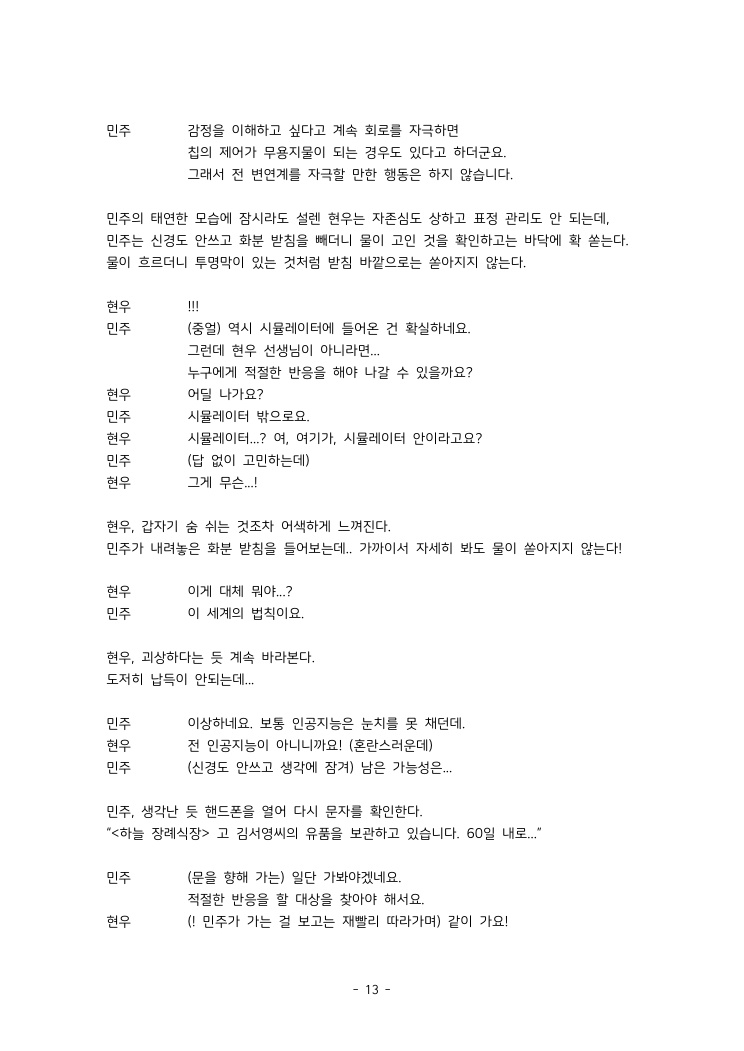 민주 감정을 이해하고 싶다고 계속 회로를 자극하면
칩의 제어가 무용지물이 되는 경우도 있다고 하더군요.
그래서 전 변연계를 자극할 만한 행동은 하지 않습니다.
민주의 태연한 모습에 잠시라도 설렌 현우는 자존심도 상하고 표정 관리도 안 되는데,
민주는 신경도 안쓰고 화분 받침을 빼더니 물이 고인 것을 확인하고는 바닥에 확 쏟는다.
물이 흐르더니 투명막이 있는 것처럼 받침 바깥으로는 쏟아지지 않는다.
현우 !!!
민주 (중얼) 역시 시뮬레이터에 들어온 건 확실하네요.
그런데 현우 선생님이 아니라면...
누구에게 적절한 반응을 해야 나갈 수 있을까요?
현우 어딜 나가요?
민주 시뮬레이터 밖으로요.
현우 시뮬레이터...? 여, 여기가, 시뮬레이터 안이라고요?
민주 (답 없이 고민하는데)
현우 그게 무슨...!
현우, 갑자기 숨 쉬는 것조차 어색하게 느껴진다.
민주가 내려놓은 화분 받침을 들어보는데.. 가까이서 자세히 봐도 물이 쏟아지지 않는다!
현우 이게 대체 뭐야...?
민주 이 세계의 법칙이요.
현우, 괴상하다는 듯 계속 바라본다.
도저히 납득이 안되는데...
민주 이상하네요. 보통 인공지능은 눈치를 못 채던데.
현우 전 인공지능이 아니니까요! (혼란스러운데)
민주 (신경도 안쓰고 생각에 잠겨) 남은 가능성은...
민주, 생각난 듯 핸드폰을 열어 다시 문자를 확인한다.
“<하늘 장례식장> 고 김서영씨의 유품을 보관하고 있습니다. 60일 내로...”
민주 (문을 향해 가는) 일단 가봐야겠네요.
적절한 반응을 할 대상을 찾아야 해서요.
현우 (! 민주가 가는 걸 보고는 재빨리 따라가며) 같이 가요!
- 13 -